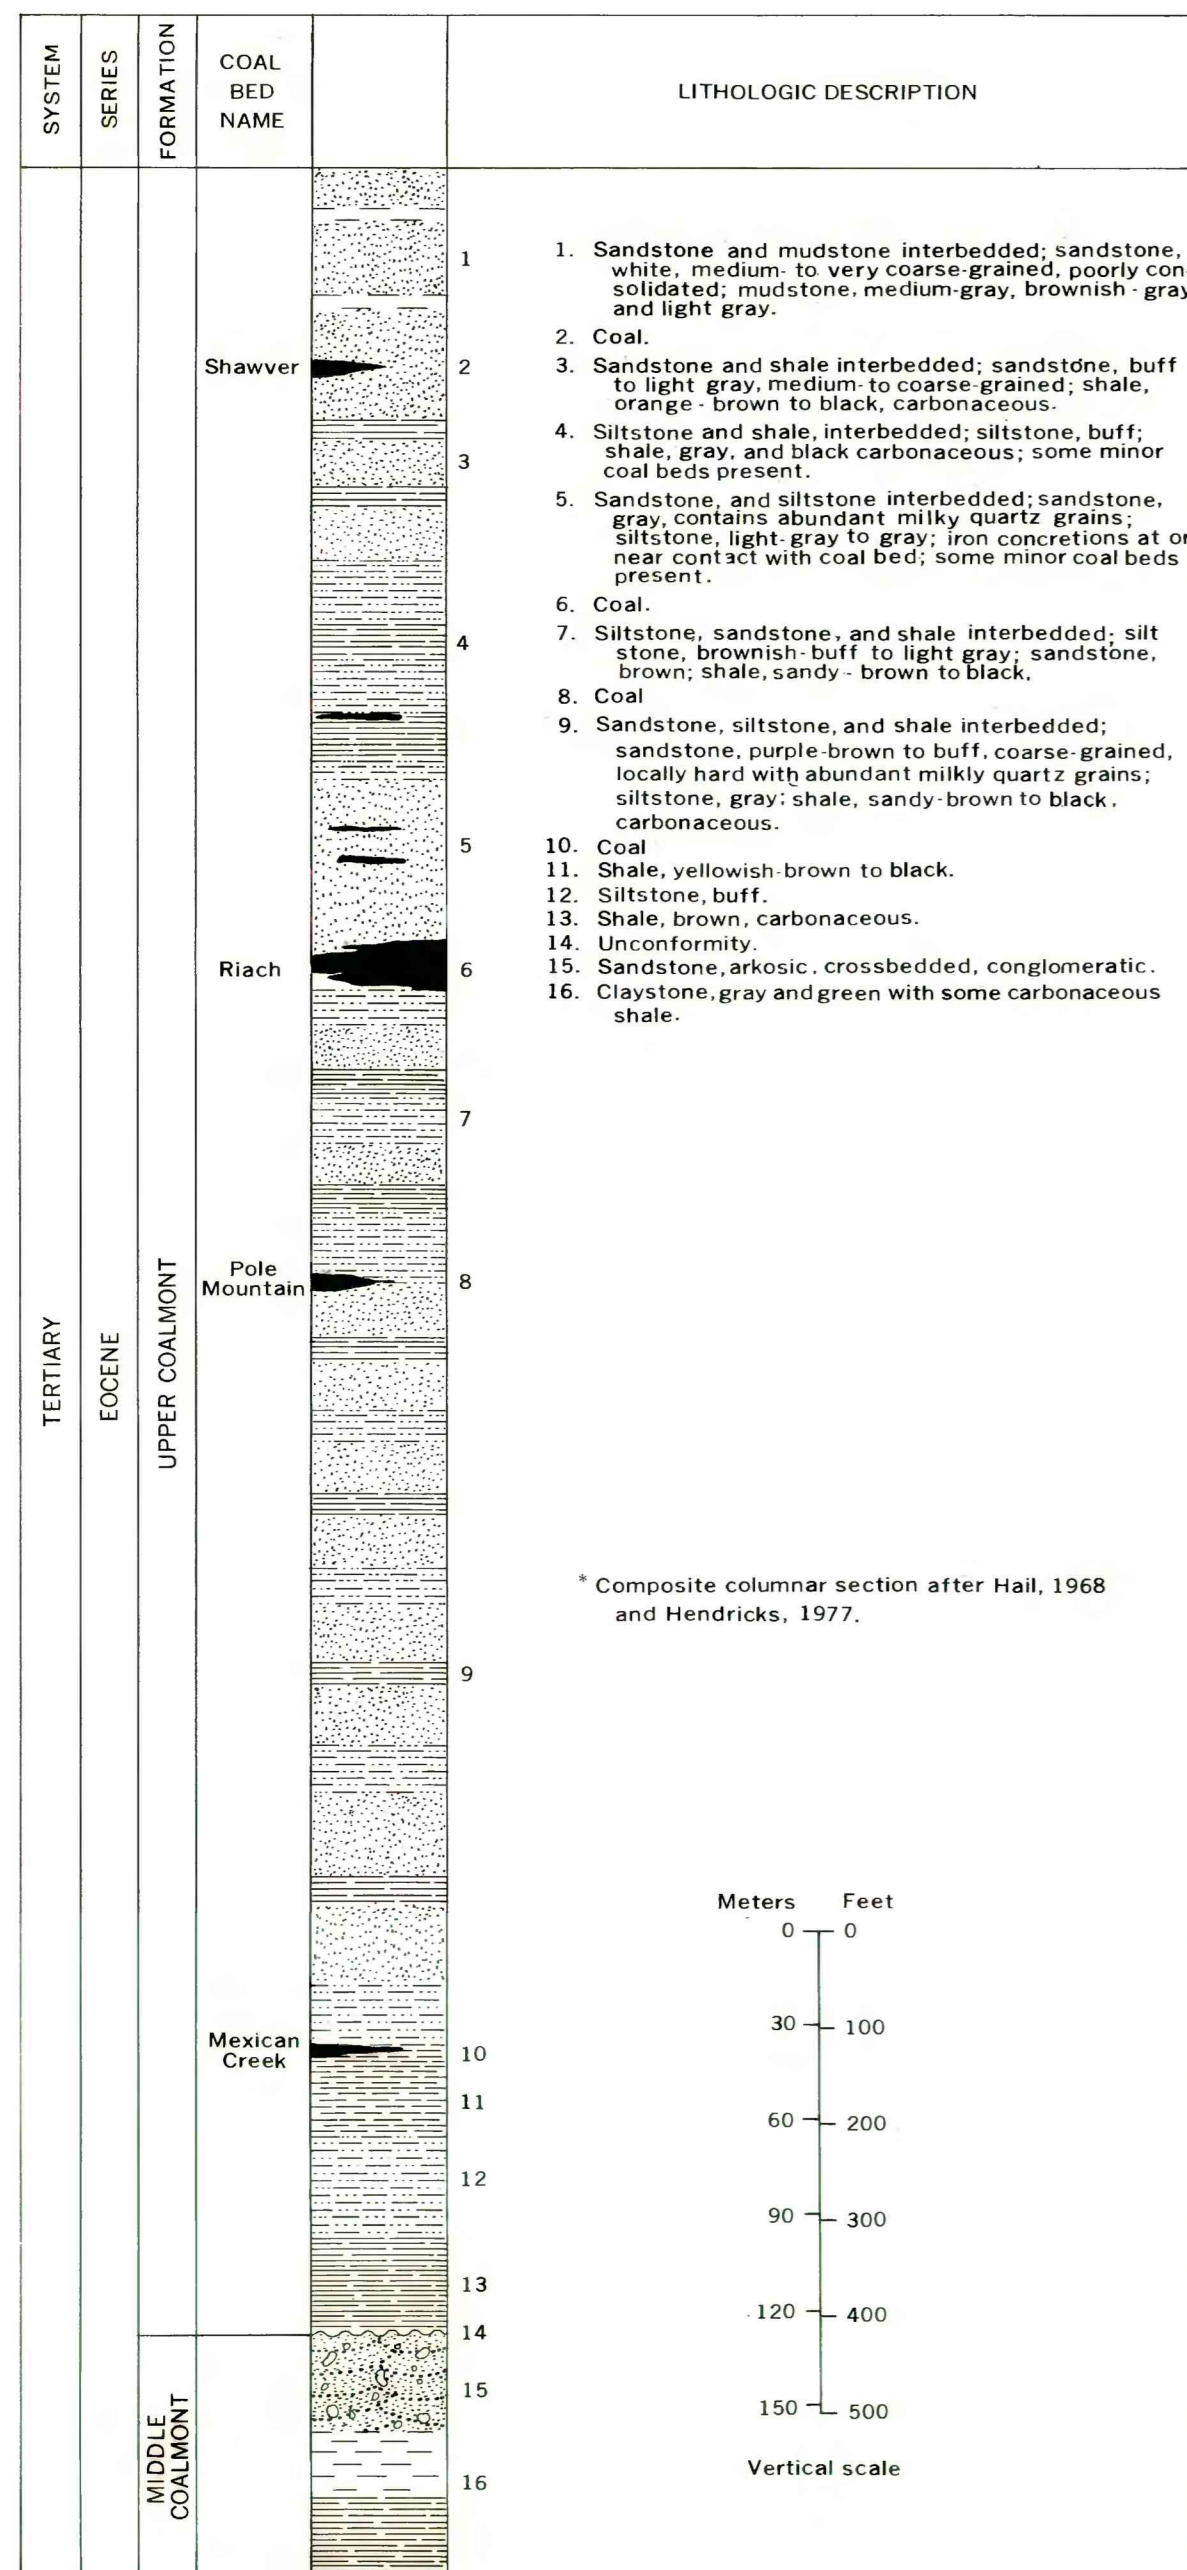 SYSTEM
SERIES
FORMATION
COAL
BED
NAME
LITHOLOGIC DESCRIPTION
TERTIARY
EOCENE
UPPER COALMONT
MIDDLE
COALMONT
Shawver
Riach
Pole
Mountain
Mexican
Creek
1
2
3
4
5
6
7
8
9
10
11
12
13
14
15
16
1. Sandstone and mudstone interbedded; sandstone,
white, medium- to very coarse-grained, poorly con-
solidated; mudstone, medium-gray, brownish - gray
and light gray.
2. Coal.
3. Sandstone and shale interbedded; sandstone, buff
to light gray, medium- to coarse-grained; shale,
orange - brown to black, carbonaceous.
4. Siltstone and shale, interbedded; siltstone, buff;
shale, gray, and black carbonaceous; some minor
coal beds present.
5. Sandstone, and siltstone interbedded; sandstone,
gray, contains abundant milky quartz grains;
siltstone, light-gray to gray; iron concretions at or
near contact with coal bed; some minor coal beds
present.
6. Coal.
7. Siltstone, sandstone, and shale interbedded; silt
stone, brownish-buff to light gray; sandstone,
brown; shale, sandy - brown to black.
8. Coal
9. Sandstone, siltstone, and shale interbedded;
sandstone, purple-brown to buff, coarse-grained,
locally hard with abundant milkly quartz grains;
siltstone, gray; shale, sandy-brown to black,
carbonaceous.
10. Coal
11. Shale, yellowish-brown to black.
12. Siltstone, buff.
13. Shale, brown, carbonaceous.
14. Unconformity.
15. Sandstone, arkosic, crossbedded, conglomeratic.
16. Claystone, gray and green with some carbonaceous
shale.
* Composite columnar section after Hail, 1968
and Hendricks, 1977.
Meters Feet
0 0
30 100
60 200
90 300
120 400
150 500
Vertical scale